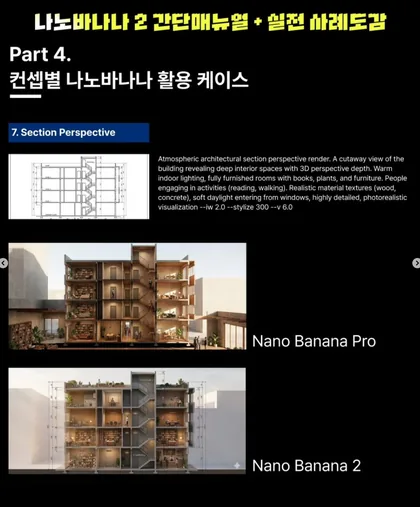 나노바나나 2 간단매뉴얼 + 실전 사례도감
Part 4.
컨셉별 나노바나나 활용 케이스
7. Section Perspective
Atmospheric architectural section perspective render. A cutaway view of the
building revealing deep interior spaces with 3D perspective depth. Warm
indoor lighting, fully furnished rooms with books, plants, and furniture. People
engaging in activities (reading, walking). Realistic material textures (wood,
concrete), soft daylight entering from windows, highly detailed, photorealistic
visualization --iw 2.0 --stylize 300 --v 6.0
Nano Banana Pro
Nano Banana 2